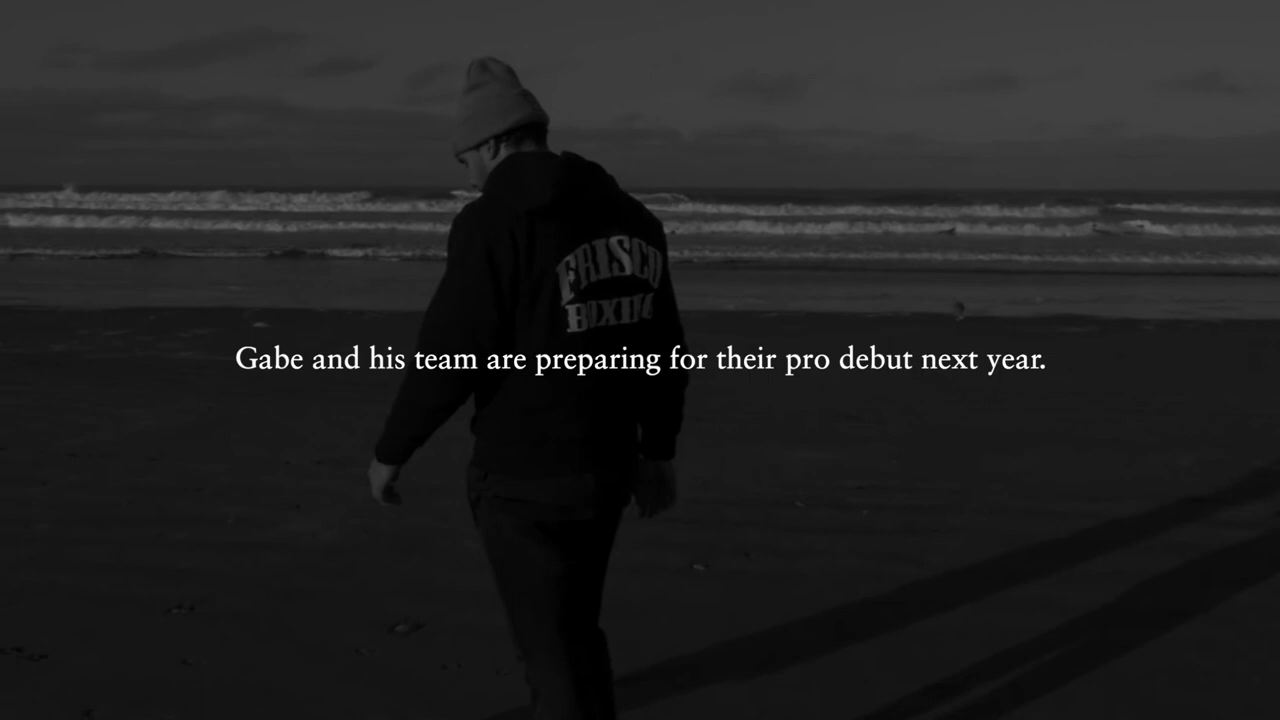 FRISCO
BOXING
Gabe and his team are preparing for their pro debut next year.